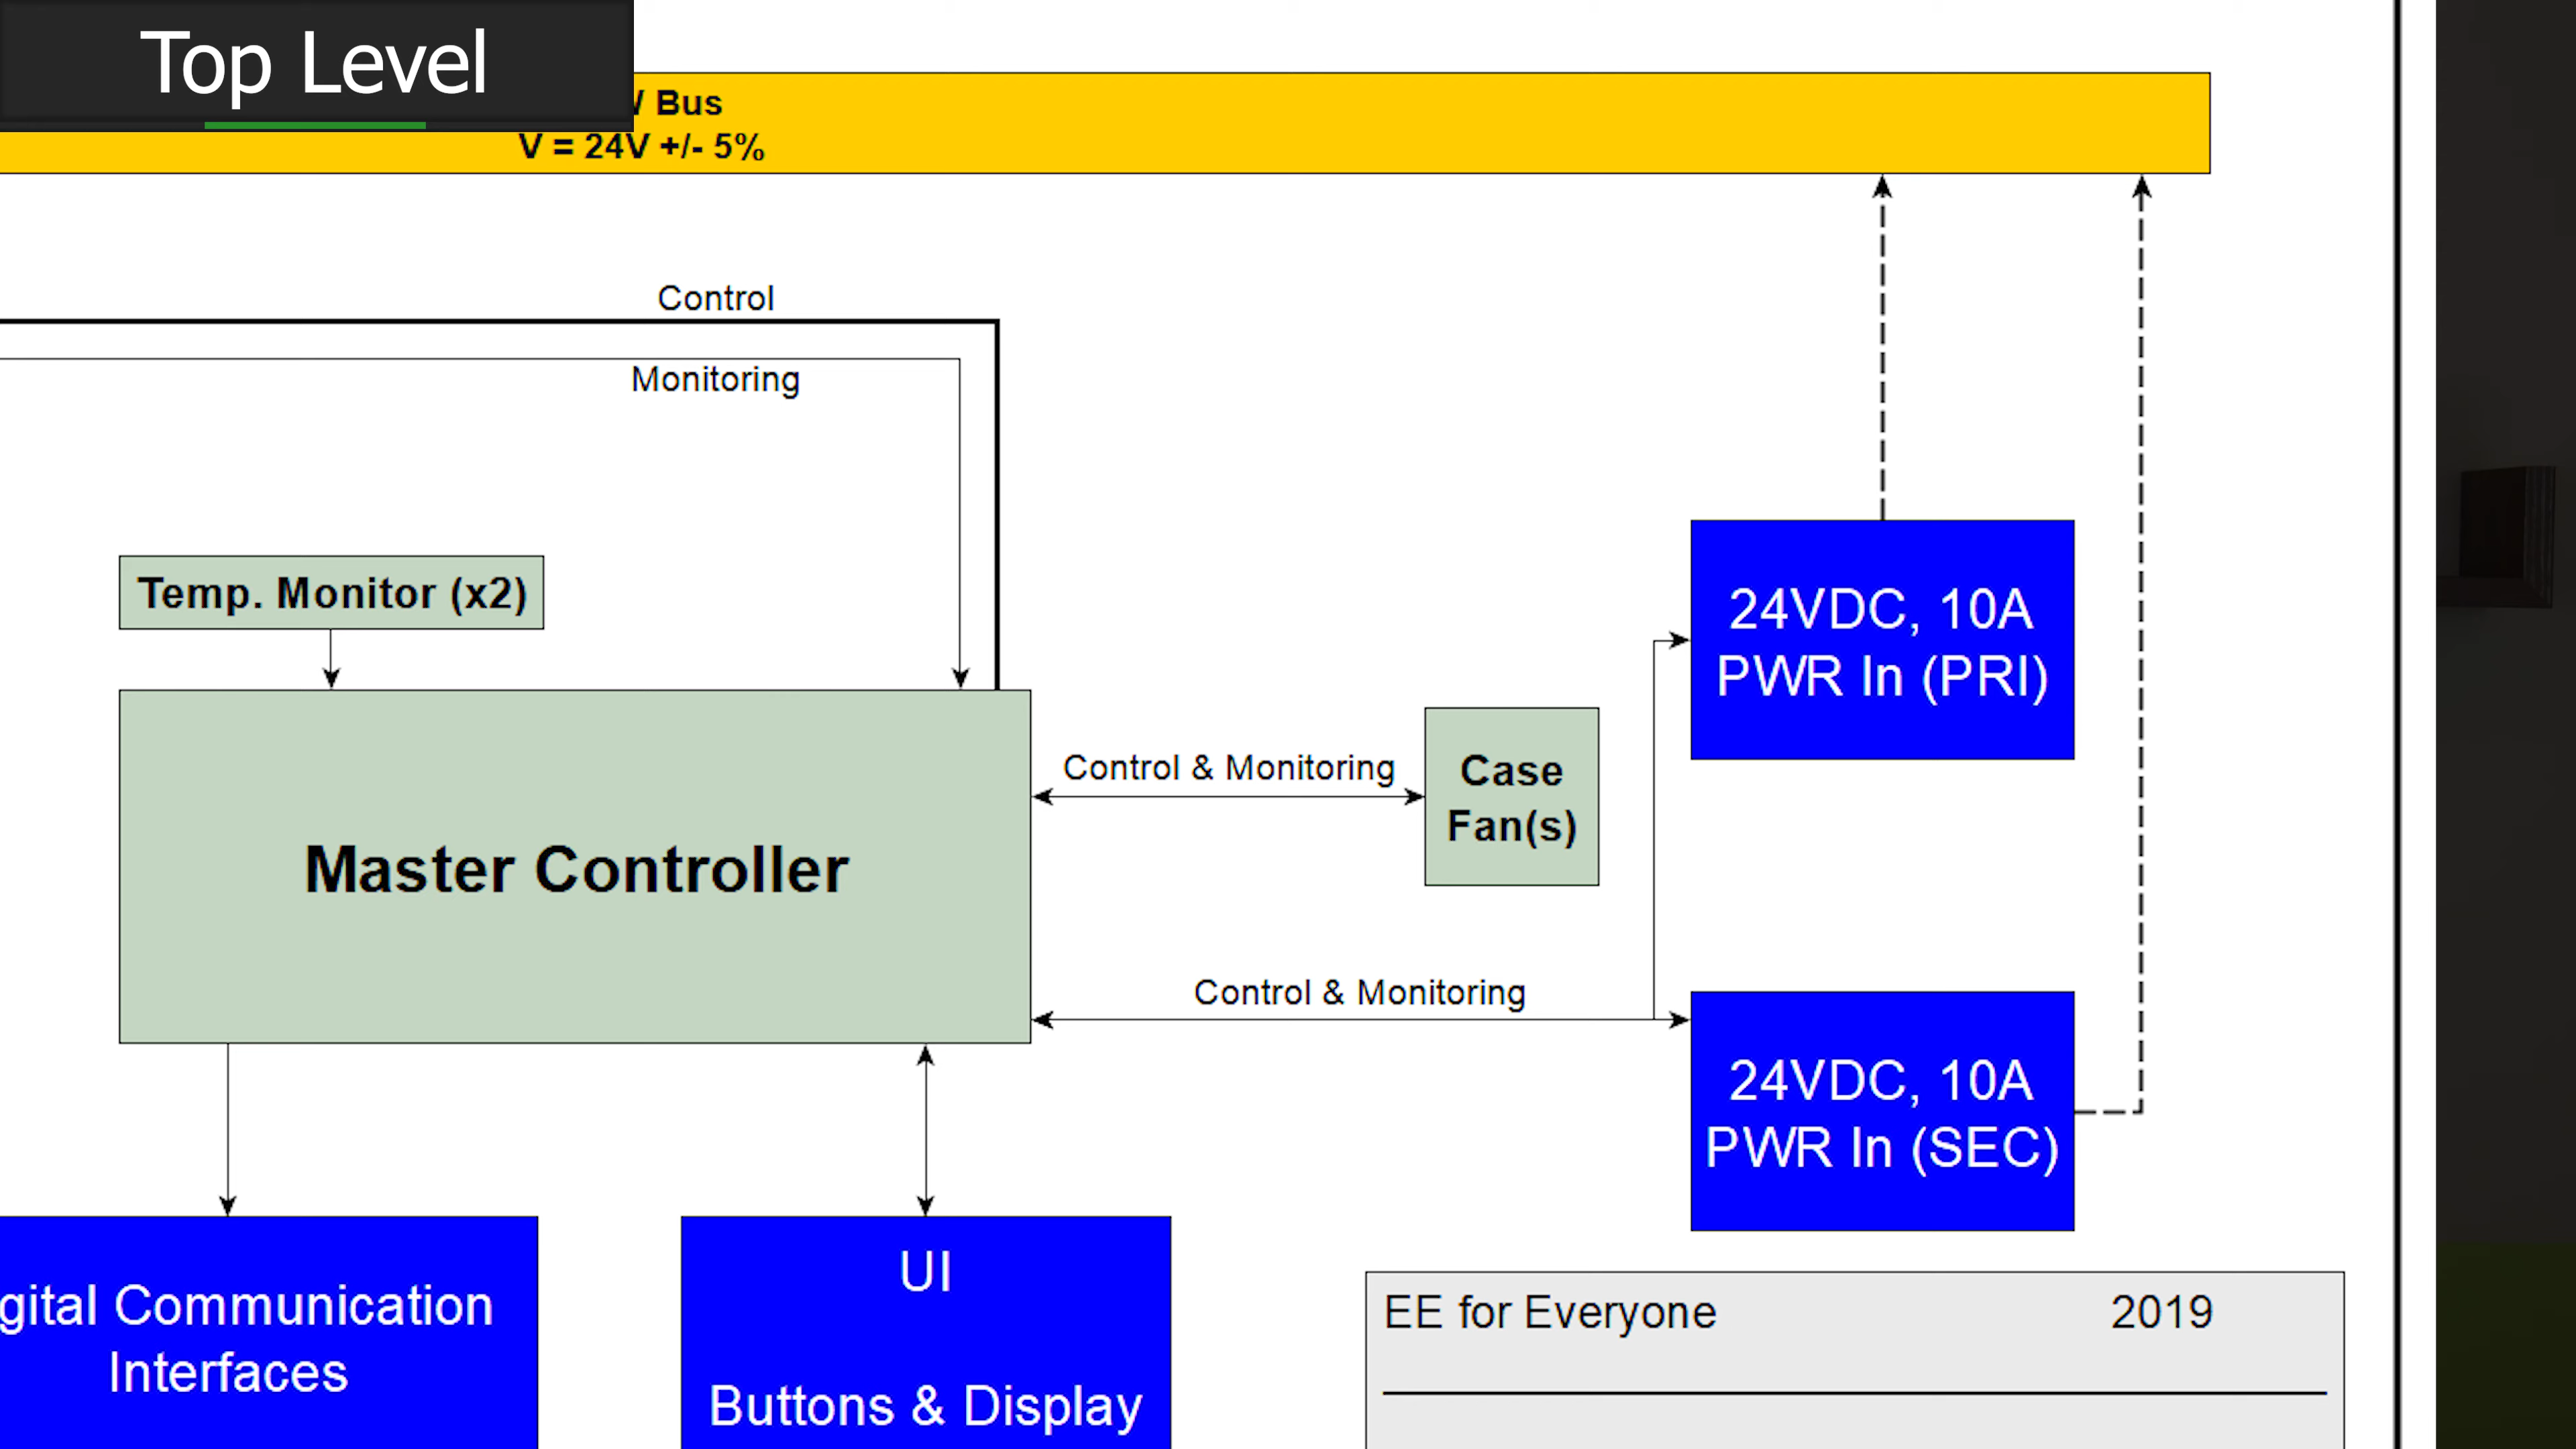 Top Level
Bus
V = 24V +/- 5%
Control
Monitoring
Temp. Monitor (x2)
24VDC, 10A
PWR In (PRI)
Control & Monitoring
Case
Fan(s)
Master Controller
Control & Monitoring
24VDC, 10A
PWR In (SEC)
UI
Buttons & Display
gital Communication
Interfaces
EE for Everyone 2019